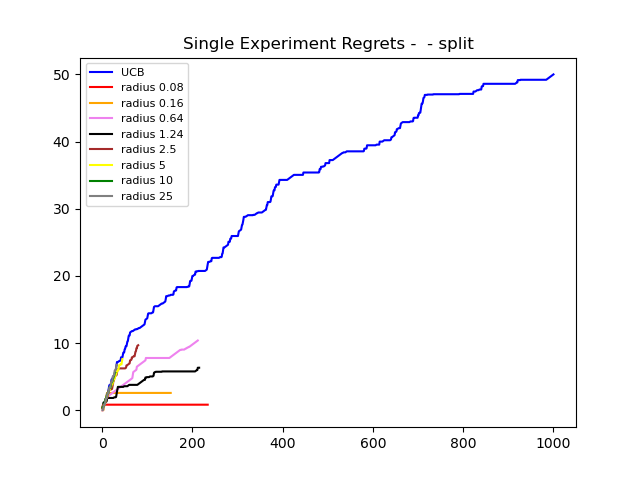 Single Experiment Regrets -  - split
UCB
radius 0.08
radius 0.16
radius 0.64
radius 1.24
radius 2.5
radius 5
radius 10
radius 25
50
40
30
20
10
0
0 200 400 600 800 1000